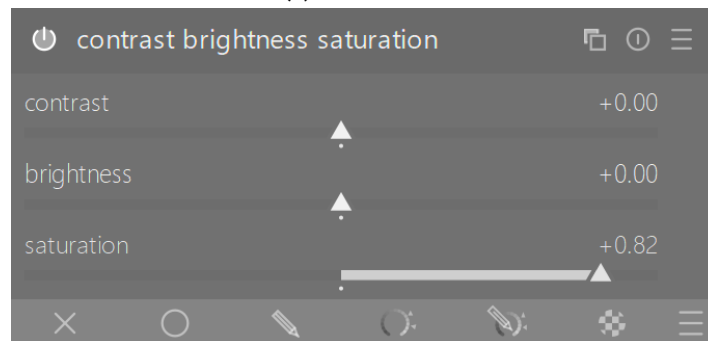 contrast brightness saturation
contrast +0.00
brightness +0.00
saturation +0.82